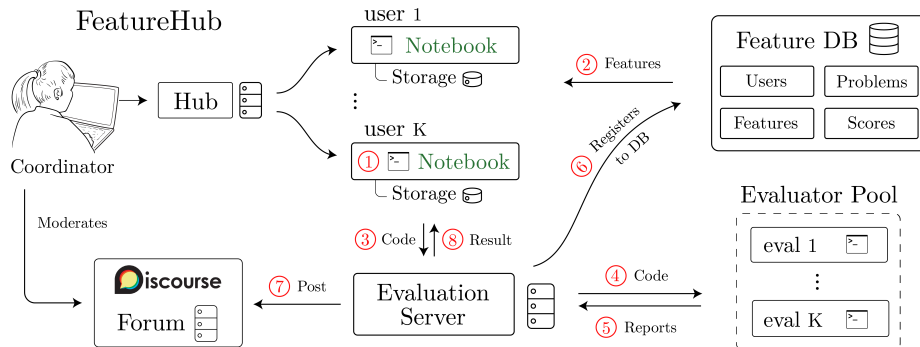 FeatureHub
user 1
>_ Notebook
Storage
Hub
Coordinator
user K
1 >_ Notebook
Storage
2 Features
Feature DB
Users
Problems
Features
Scores
6 Registers
to DB
Moderates
3 Code
8 Result
Discourse
Forum
7 Post
Evaluation
Server
4 Code
5 Reports
Evaluator Pool
eval 1 >_
eval K >_